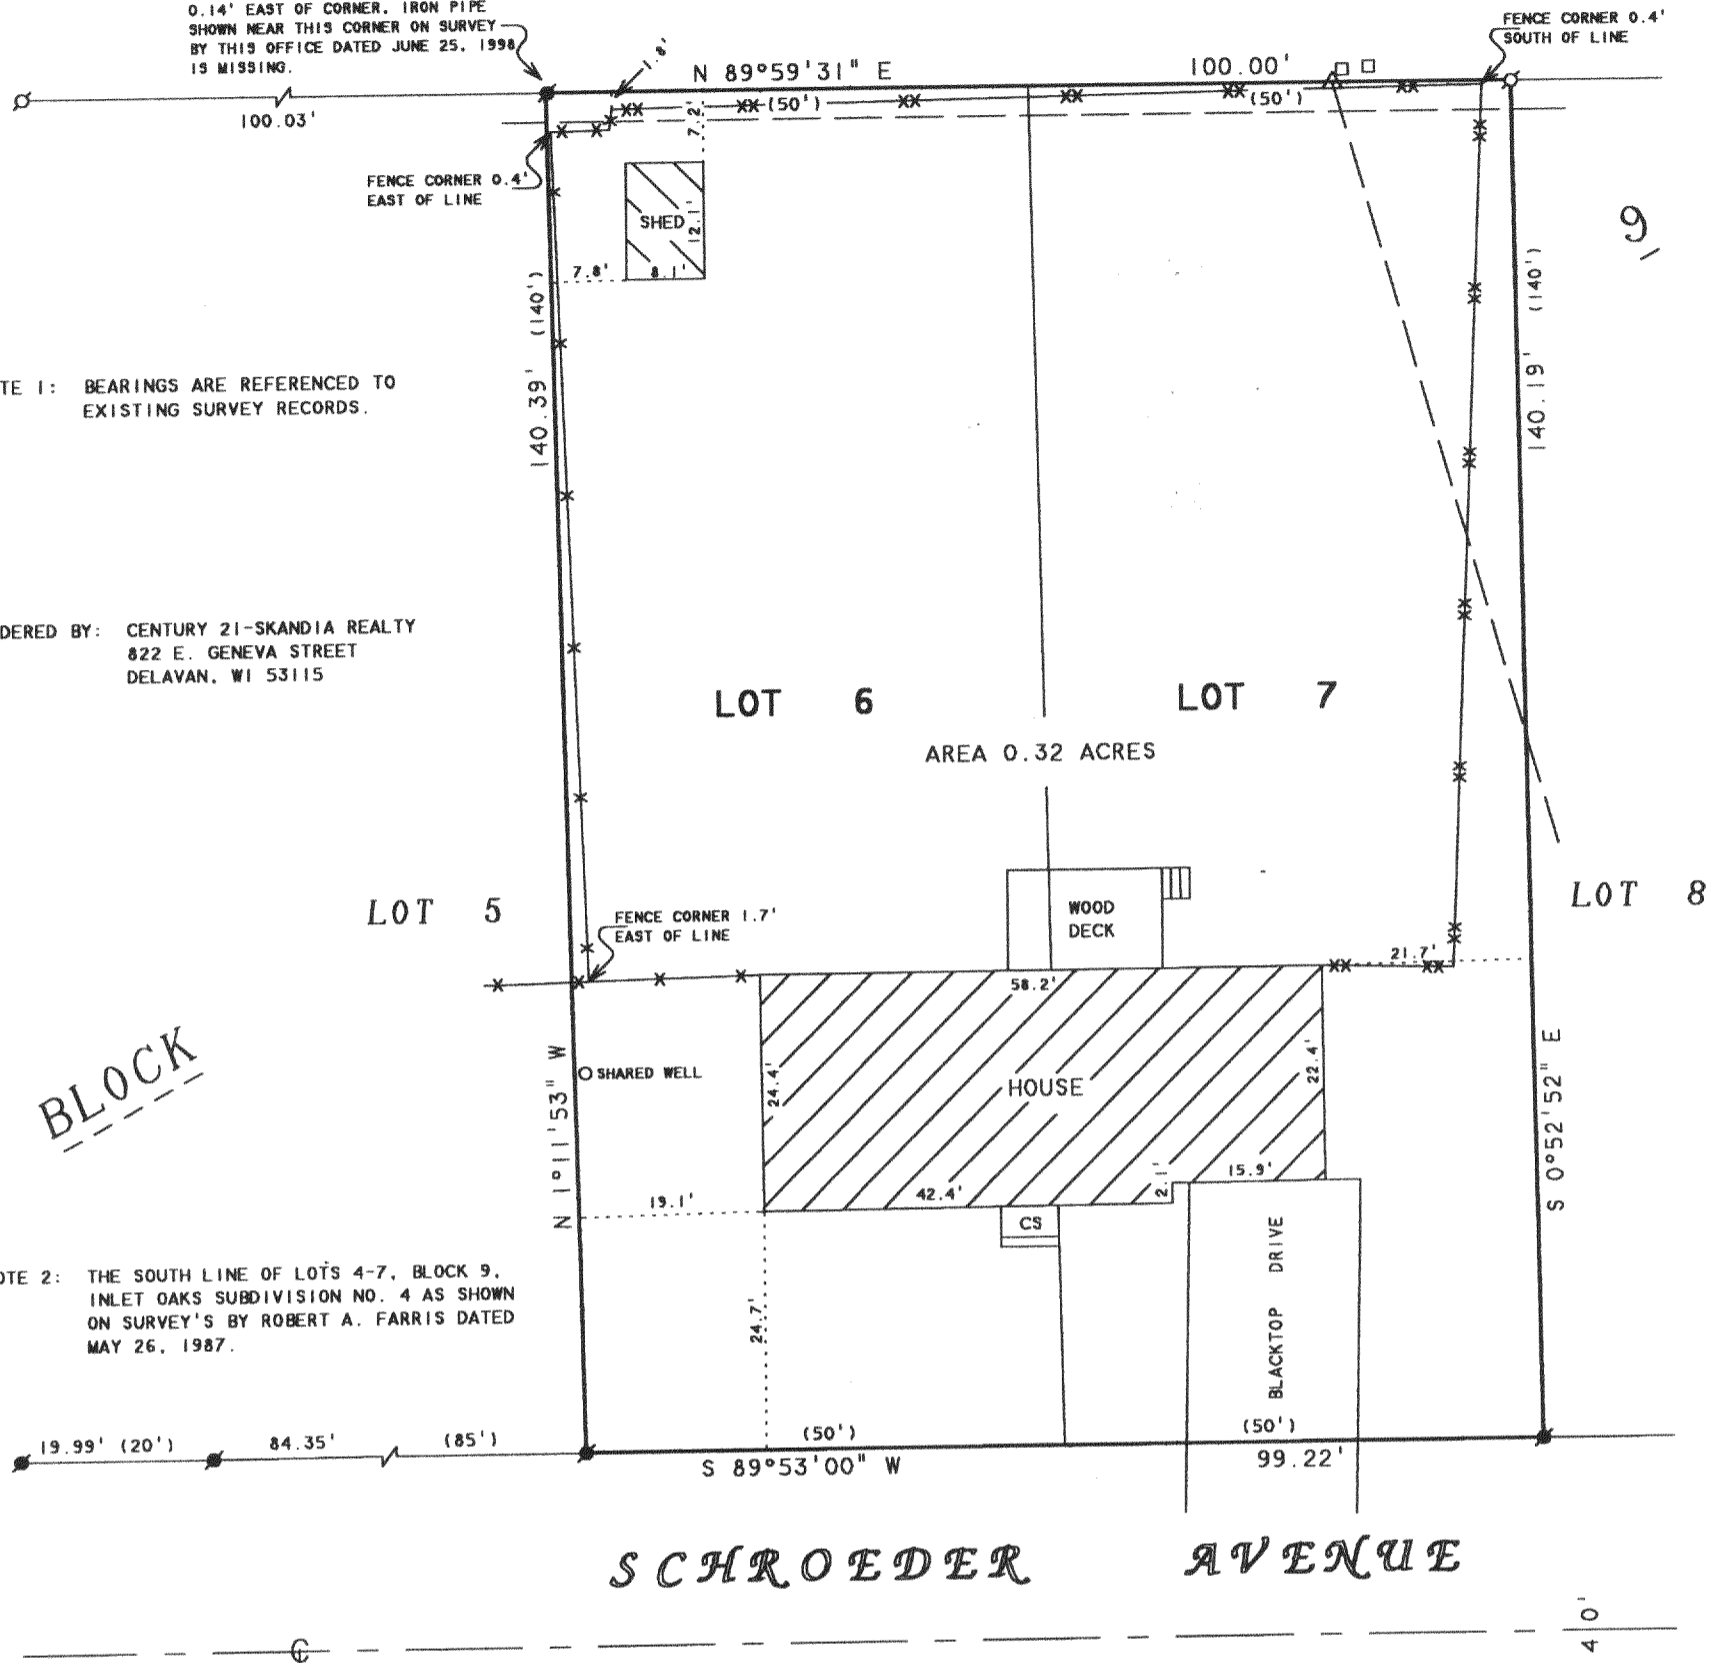 0.14' EAST OF CORNER. IRON PIPE
SHOWN NEAR THIS CORNER ON SURVEY
BY THIS OFFICE DATED JUNE 25, 1998
IS MISSING.
1.8'
FENCE CORNER 0.4'
SOUTH OF LINE
N 89°59'31" E
100.00'
100.03'
(50')
(50')
7.2'
FENCE CORNER 0.4'
EAST OF LINE
SHED
12.1'
7.8'
8.1'
9
140.39' (140')
140.19' (140')
TE 1: BEARINGS ARE REFERENCED TO
EXISTING SURVEY RECORDS.
DERED BY: CENTURY 21-SKANDIA REALTY
822 E. GENEVA STREET
DELAVAN, WI 53115
LOT 6
LOT 7
AREA 0.32 ACRES
LOT 5
LOT 8
FENCE CORNER 1.7'
EAST OF LINE
WOOD
DECK
21.7'
58.2'
BLOCK
N 1°11'53" W
SHARED WELL
24.4'
HOUSE
22.4'
S 0°52'52" E
19.1'
42.4'
2.1'
15.9'
CS
OTE 2: THE SOUTH LINE OF LOTS 4-7, BLOCK 9,
INLET OAKS SUBDIVISION NO. 4 AS SHOWN
ON SURVEY'S BY ROBERT A. FARRIS DATED
MAY 26, 1987.
24.7'
BLACKTOP DRIVE
19.99' (20')
84.35'
(85')
(50')
(50')
S 89°53'00" W
99.22'
SCHROEDER AVENUE
40'